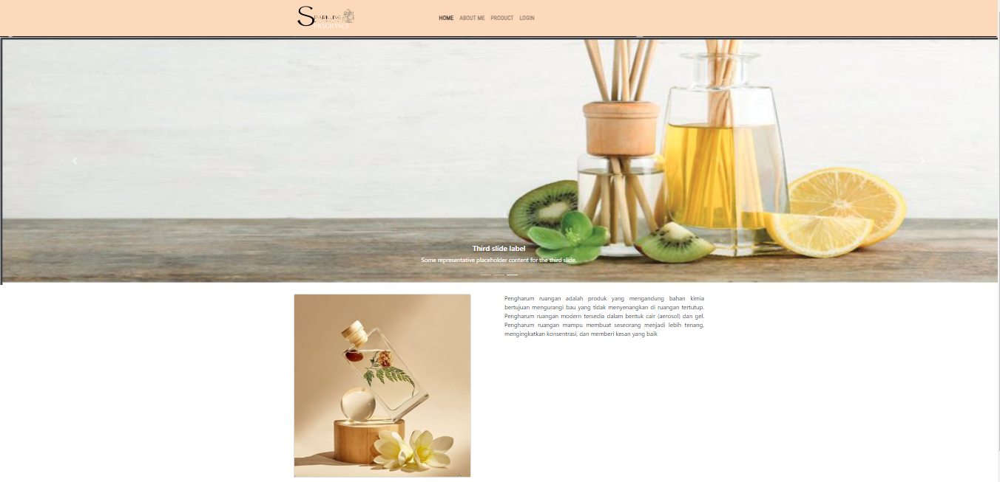 SPARKLING
FRAGRANCE
HOME ABOUT ME PRODUCT LOGIN
Third slide label
Some representative placeholder content for the third slide.
Pengharum ruangan adalah produk yang mengandung bahan kimia
bertujuan mengurangi bau yang tidak menyenangkan di ruangan tertutup.
Pengharum ruangan modern tersedia dalam bentuk cair (aerosol) dan gel.
Pengharum ruangan mampu membuat seseorang menjadi lebih tenang,
mengingkatkan konsentrasi, dan memberi kesan yang baik